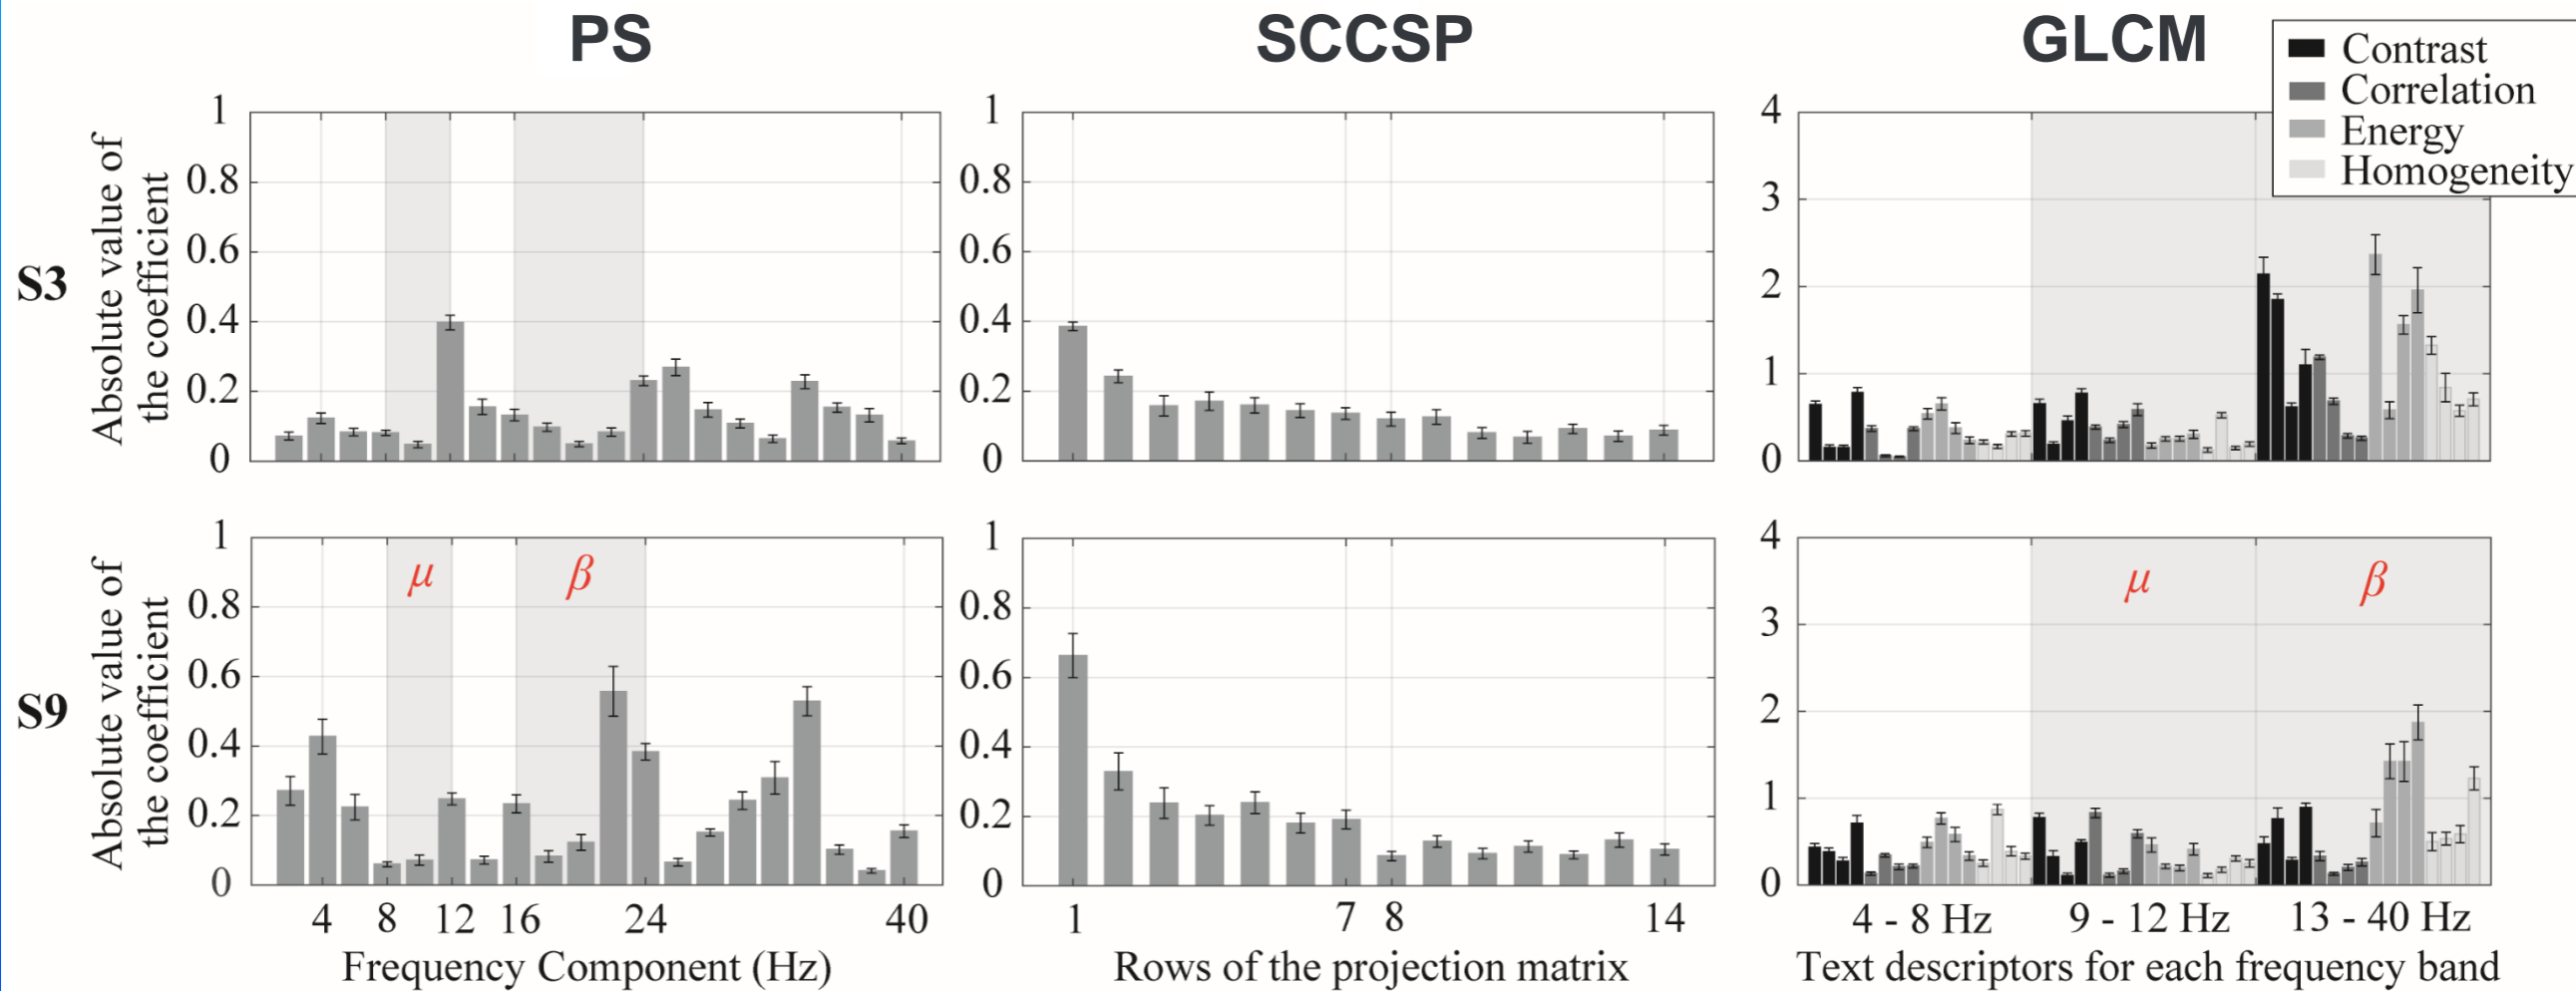 PS
SCCSP
GLCM
Contrast
Correlation
Energy
Homogeneity
S3
Absolute value of
the coefficient
1
0.8
0.6
0.4
0.2
0
1
0.8
0.6
0.4
0.2
0
4
3
2
1
0
S9
Absolute value of
the coefficient
1
0.8
0.6
0.4
0.2
0
μ
β
4 8 12 16 24 40
Frequency Component (Hz)
1
0.8
0.6
0.4
0.2
0
1 7 8 14
Rows of the projection matrix
4
3
2
1
0
μ
β
4 - 8 Hz 9 - 12 Hz 13 - 40 Hz
Text descriptors for each frequency band